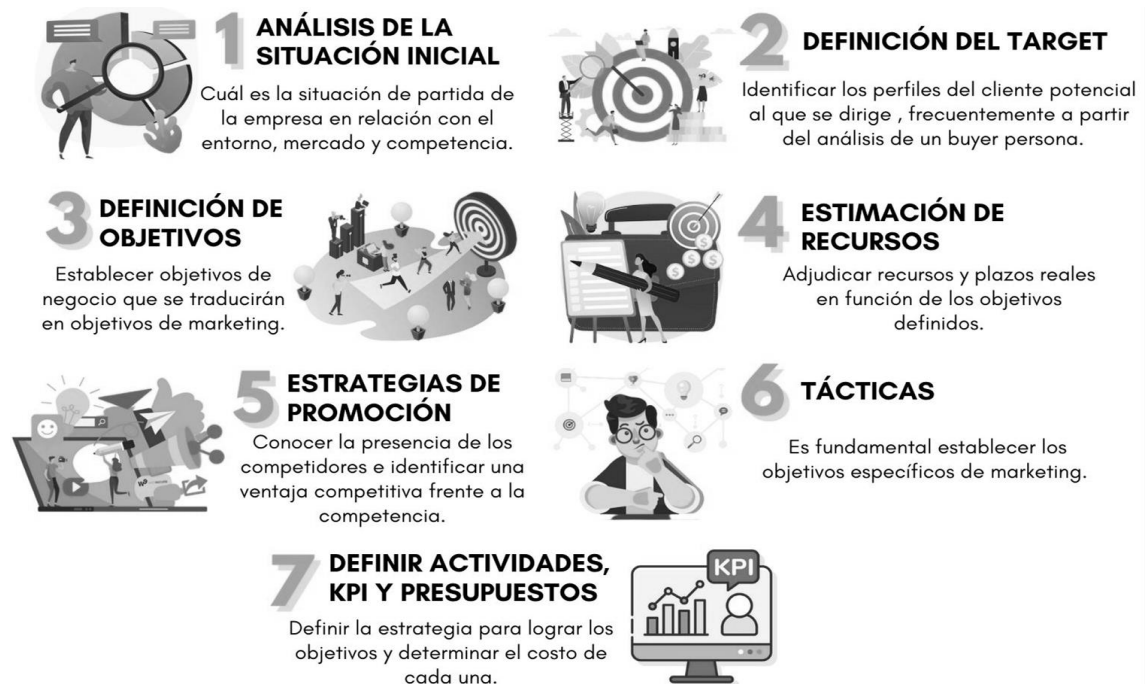 1
ANÁLISIS DE LA
SITUACIÓN INICIAL
Cuál es la situación de partida de
la empresa en relación con el
entorno, mercado y competencia.
2
DEFINICIÓN DEL TARGET
Identificar los perfiles del cliente potencial
al que se dirige , frecuentemente a partir
del análisis de un buyer persona.
3
DEFINICIÓN DE
OBJETIVOS
Establecer objetivos de
negocio que se traducirán
en objetivos de marketing.
4
ESTIMACIÓN DE
RECURSOS
Adjudicar recursos y plazos reales
en función de los objetivos
definidos.
5
ESTRATEGIAS DE
PROMOCIÓN
Conocer la presencia de los
competidores e identificar una
ventaja competitiva frente a la
competencia.
6
TÁCTICAS
Es fundamental establecer los
objetivos específicos de marketing.
7
DEFINIR ACTIVIDADES,
KPI Y PRESUPUESTOS
Definir la estrategia para lograr los
objetivos y determinar el costo de
cada una.
KPI